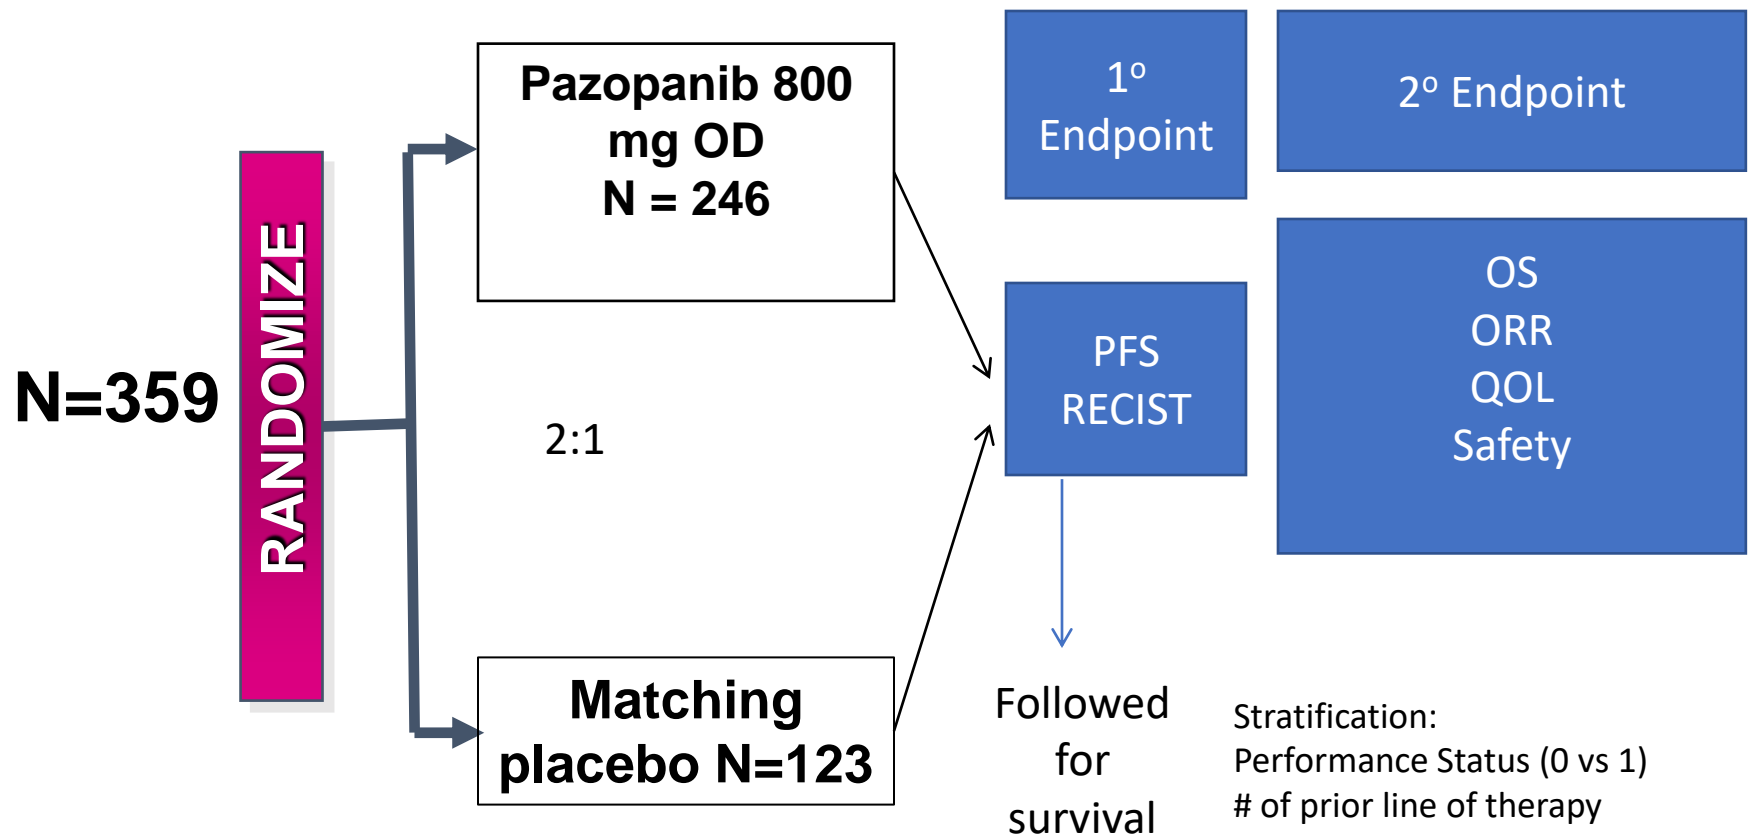 N=359
RANDOMIZE
Pazopanib 800
mg OD
N = 246
2:1
Matching
placebo N=123
1º
Endpoint
2º Endpoint
PFS
RECIST
OS
ORR
QOL
Safety
Followed
for
survival
Stratification:
Performance Status (0 vs 1)
# of prior line of therapy